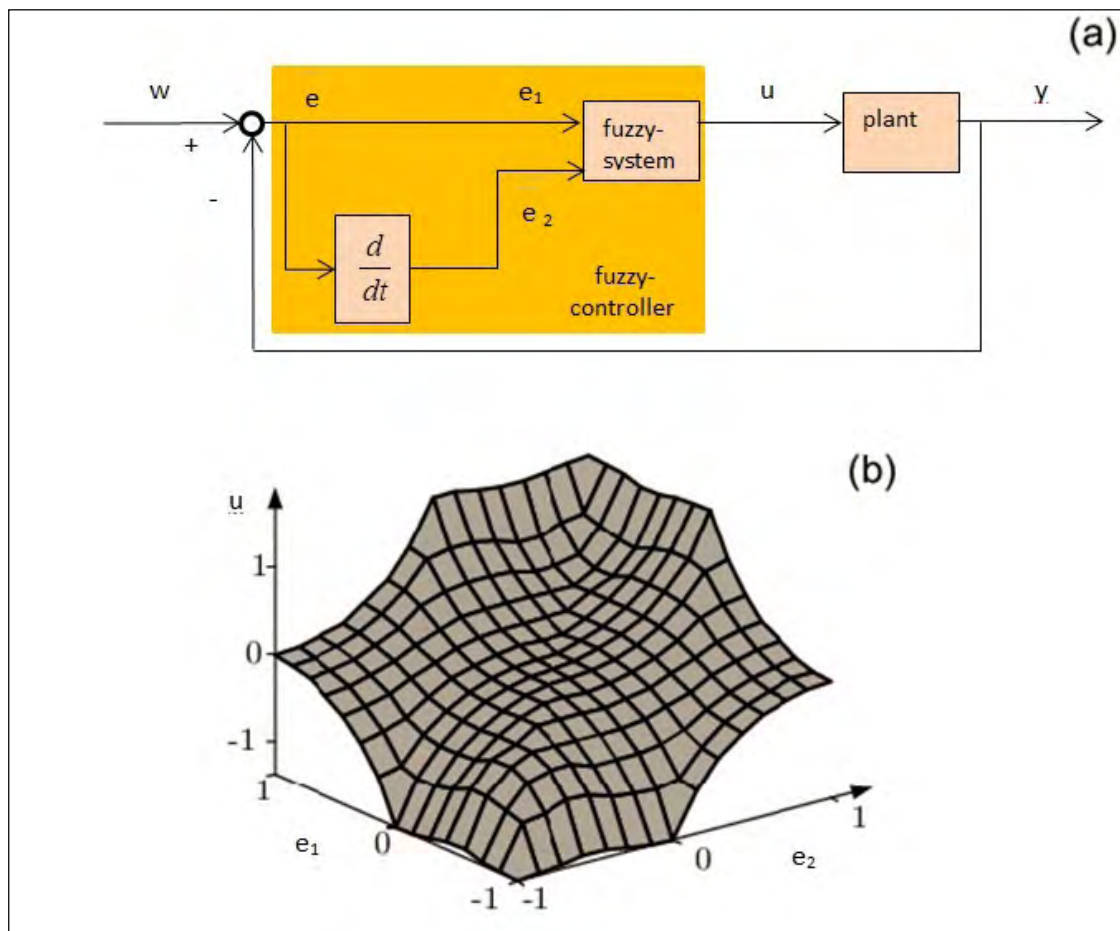 (a)
w
e
e₁
u
y
+
-
fuzzy-
system
plant
e ₂
d
dt
fuzzy-
controller
(b)
u
1
0
-1
1
e₁
0
-1
-1
0
e₂
1